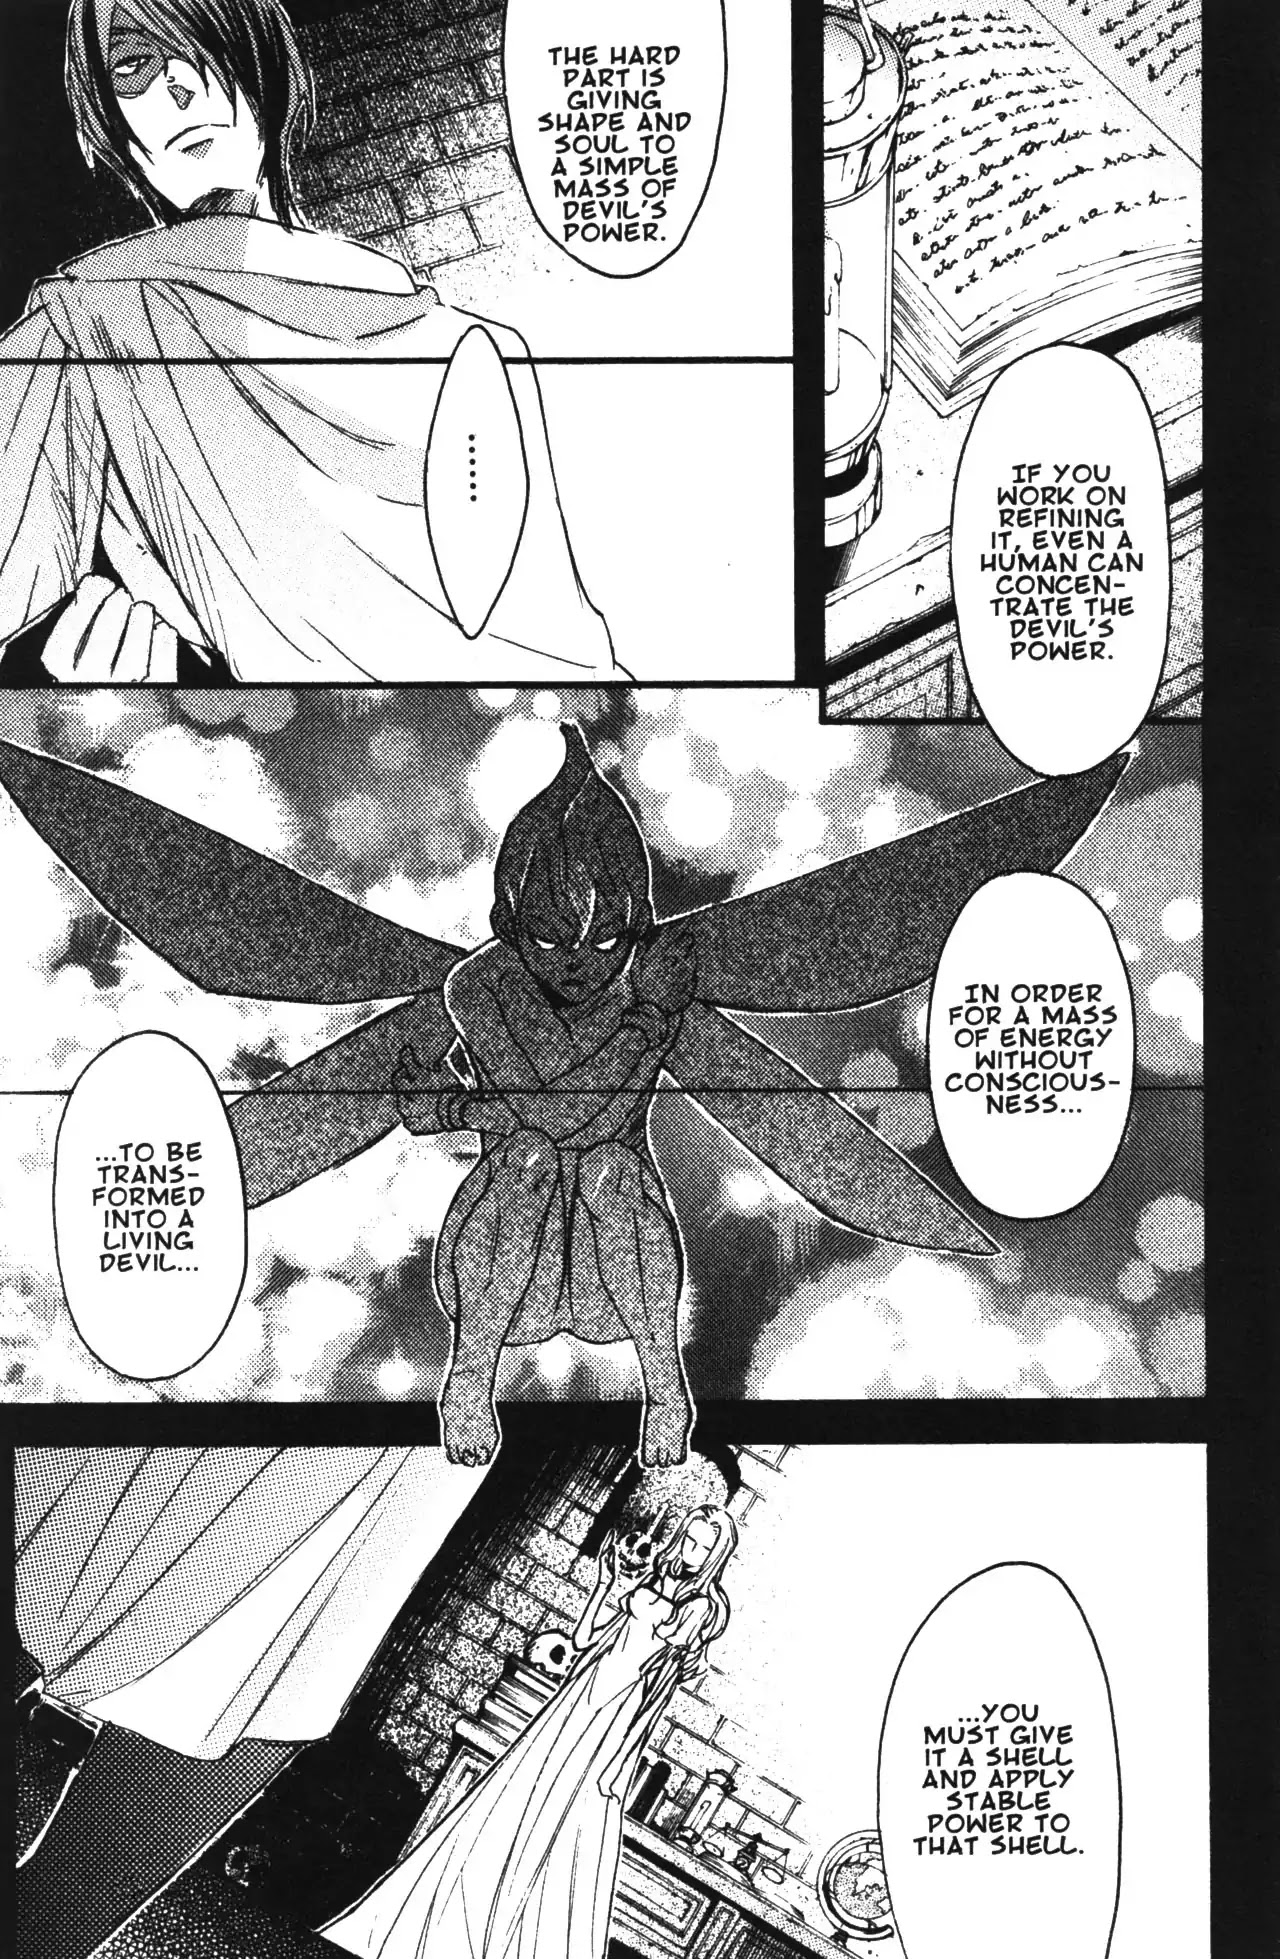 IF YOU
WORK ON
REFINING
IT, EVEN A
HUMAN CAN
CONCEN-
TRATE THE
DEVIL'S
POWER.
THE HARD
PART IS
GIVING
SHAPE AND
SOUL TO
A SIMPLE
MASS OF
DEVIL'S
POWER.
......
IN ORDER
FOR A MASS
OF ENERGY
WITHOUT
CONSCIOUS-
NESS...
...TO BE
TRANS-
FORMED
INTO A
LIVING
DEVIL...
...YOU
MUST GIVE
IT A SHELL
AND APPLY
STABLE
POWER TO
THAT SHELL.